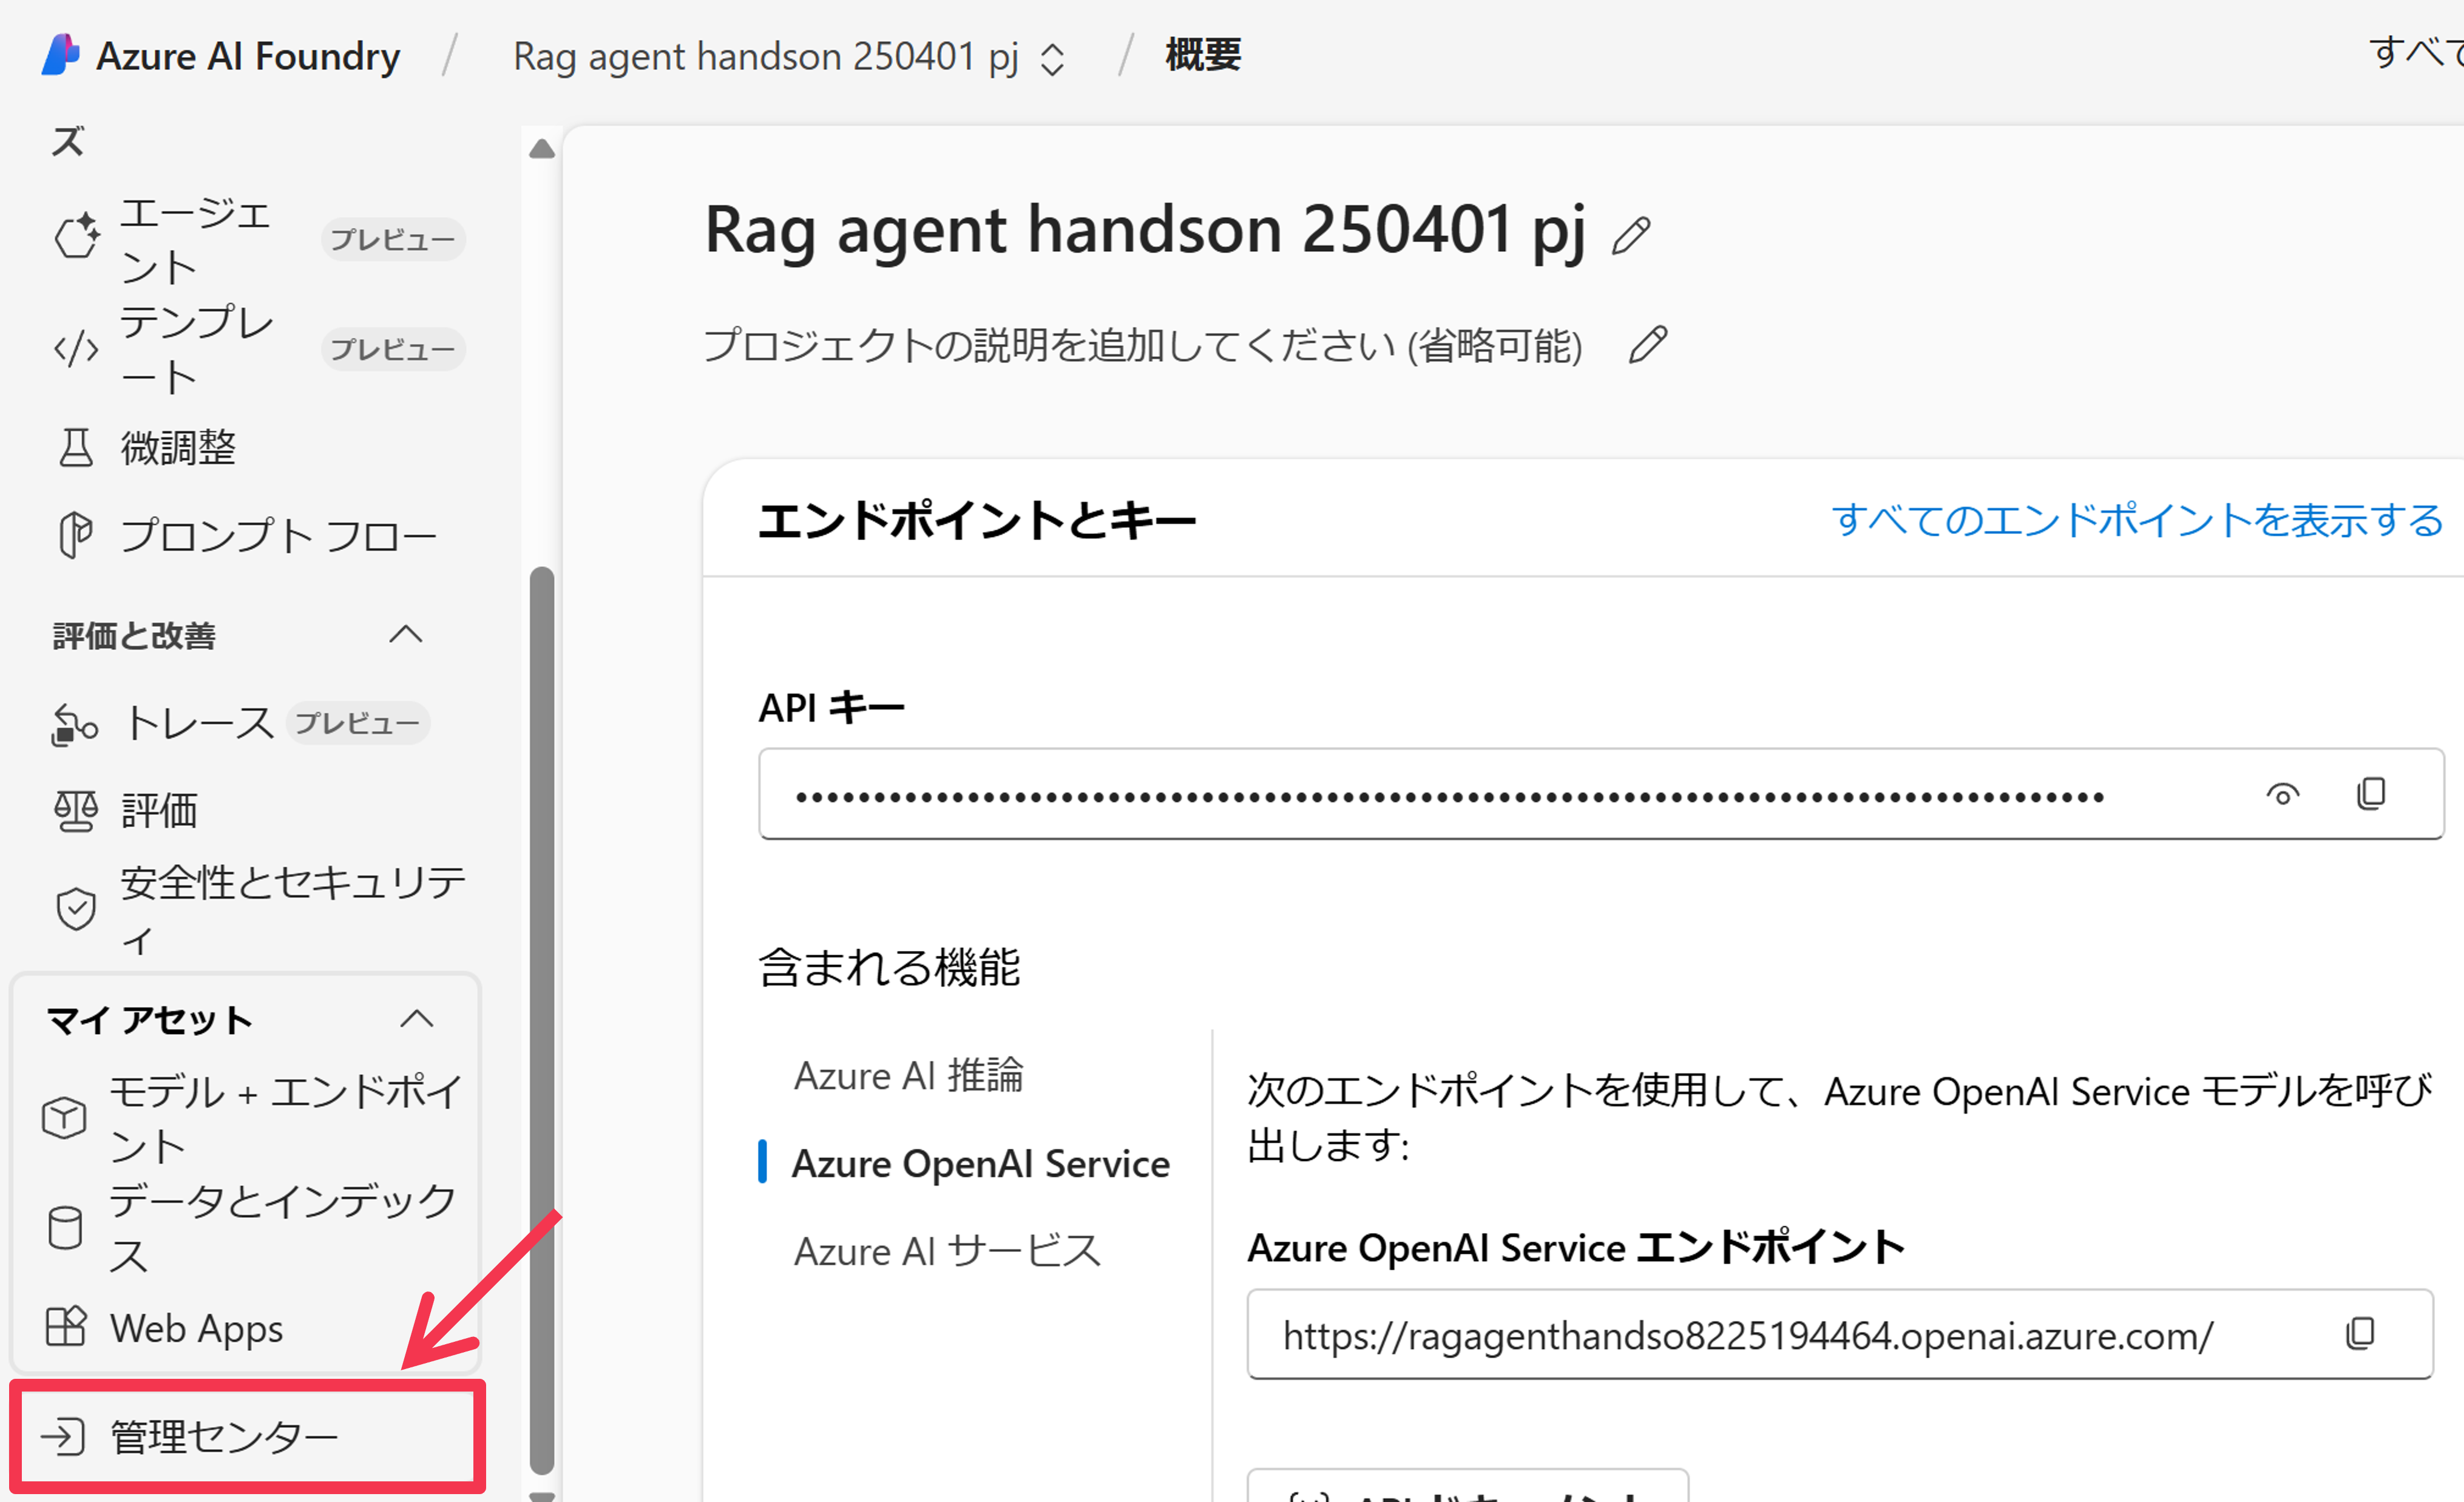 Azure AI Foundry / Rag agent handson 250401 pj / 概要
すべて
ズ
エージェ
ント
プレビュー
テンプレ
ート
プレビュー
微調整
プロンプト フロー
評価と改善
トレース プレビュー
評価
安全性とセキュリテ
ィ
マイ アセット
モデル + エンドポイ
ント
データとインデック
ス
Web Apps
管理センター
Rag agent handson 250401 pj
プロジェクトの説明を追加してください (省略可能)
エンドポイントとキー
すべてのエンドポイントを表示する
API キー
含まれる機能
Azure AI 推論
Azure OpenAI Service
Azure AI サービス
次のエンドポイントを使用して、Azure OpenAI Service モデルを呼び
出します:
Azure OpenAI Service エンドポイント
https://ragagenthandso8225194464.openai.azure.com/